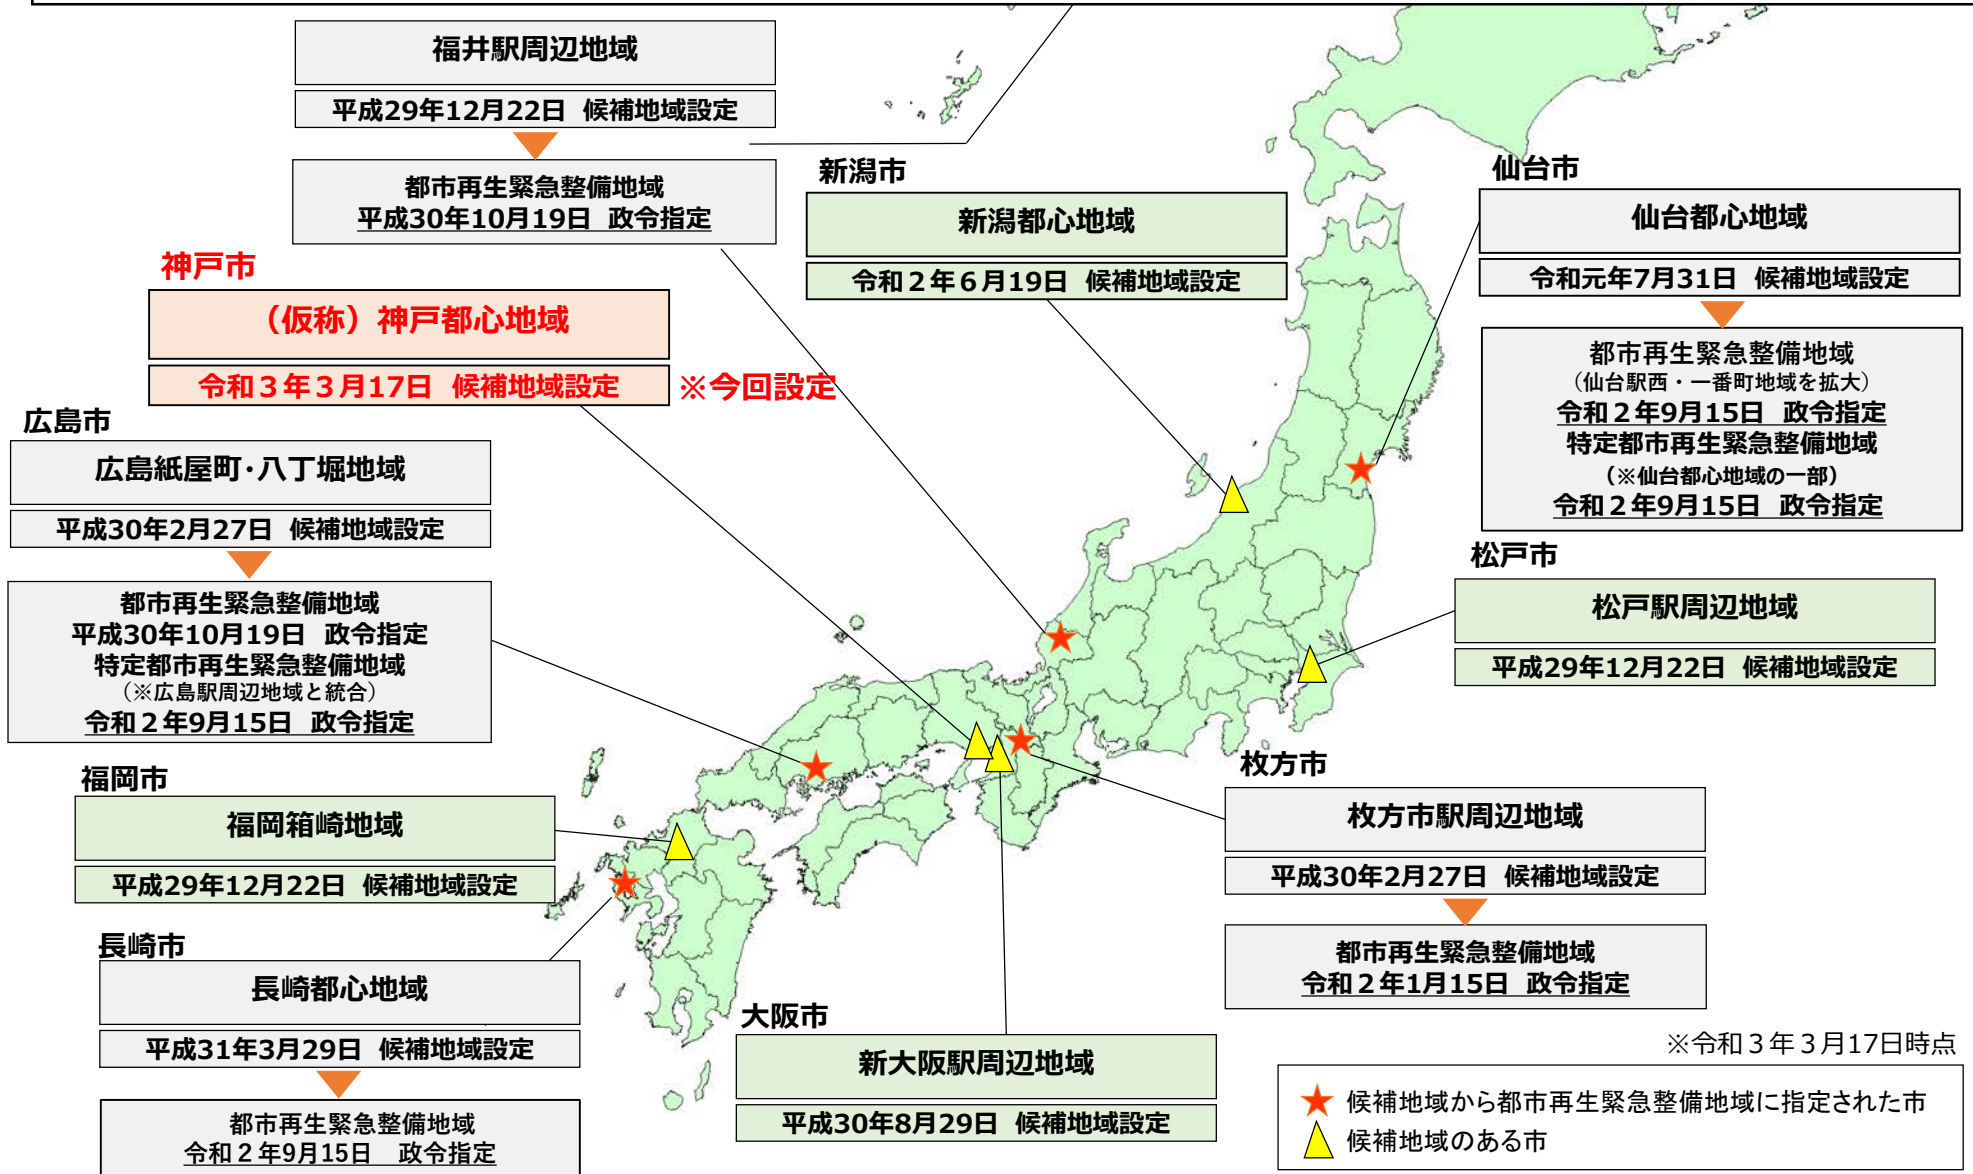 福井駅周辺地域
平成29年12月22日 候補地域設定
都市再生緊急整備地域
平成30年10月19日 政令指定
神戸市
（仮称）神戸都心地域
令和３年３月17日 候補地域設定
※今回設定
新潟市
新潟都心地域
令和２年６月19日 候補地域設定
仙台市
仙台都心地域
令和元年7月31日 候補地域設定
都市再生緊急整備地域
（仙台駅西・一番町地域を拡大）
令和２年9月15日 政令指定
特定都市再生緊急整備地域
（※仙台都心地域の一部）
令和２年9月15日 政令指定
広島市
広島紙屋町・八丁堀地域
平成30年2月27日 候補地域設定
都市再生緊急整備地域
平成30年10月19日 政令指定
特定都市再生緊急整備地域
（※広島駅周辺地域と統合）
令和２年9月15日 政令指定
松戸市
松戸駅周辺地域
平成29年12月22日 候補地域設定
福岡市
福岡箱崎地域
平成29年12月22日 候補地域設定
枚方市
枚方市駅周辺地域
平成30年2月27日 候補地域設定
都市再生緊急整備地域
令和２年1月15日 政令指定
長崎市
長崎都心地域
平成31年3月29日 候補地域設定
都市再生緊急整備地域
令和２年9月15日 政令指定
大阪市
新大阪駅周辺地域
平成30年8月29日 候補地域設定
※令和３年３月17日時点
候補地域から都市再生緊急整備地域に指定された市
候補地域のある市